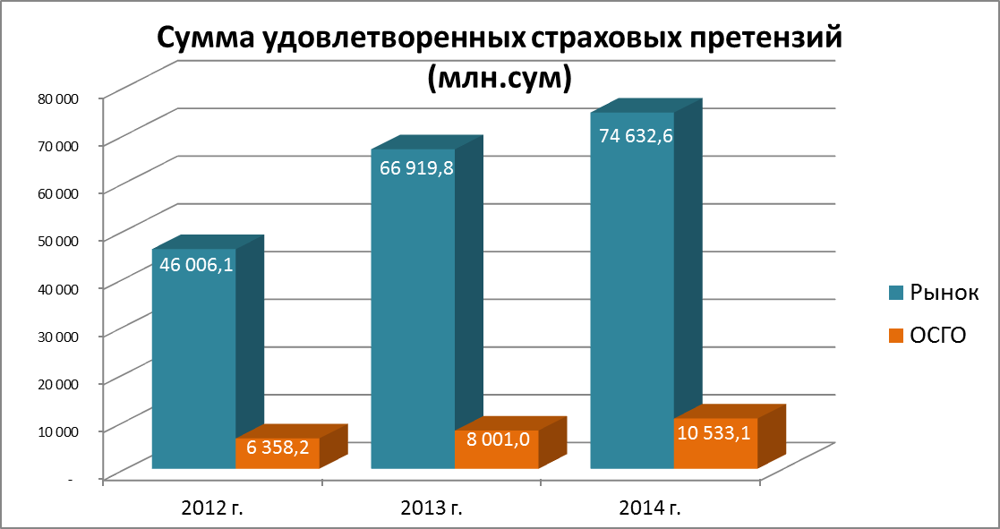 Сумма удовлетворенных страховых претензий
(млн.сум)
80 000
70 000
60 000
50 000
40 000
30 000
20 000
10 000
-
46 006,1
6 358,2
66 919,8
8 001,0
74 632,6
10 533,1
2012 г.
2013 г.
2014 г.
Рынок
ОСГО